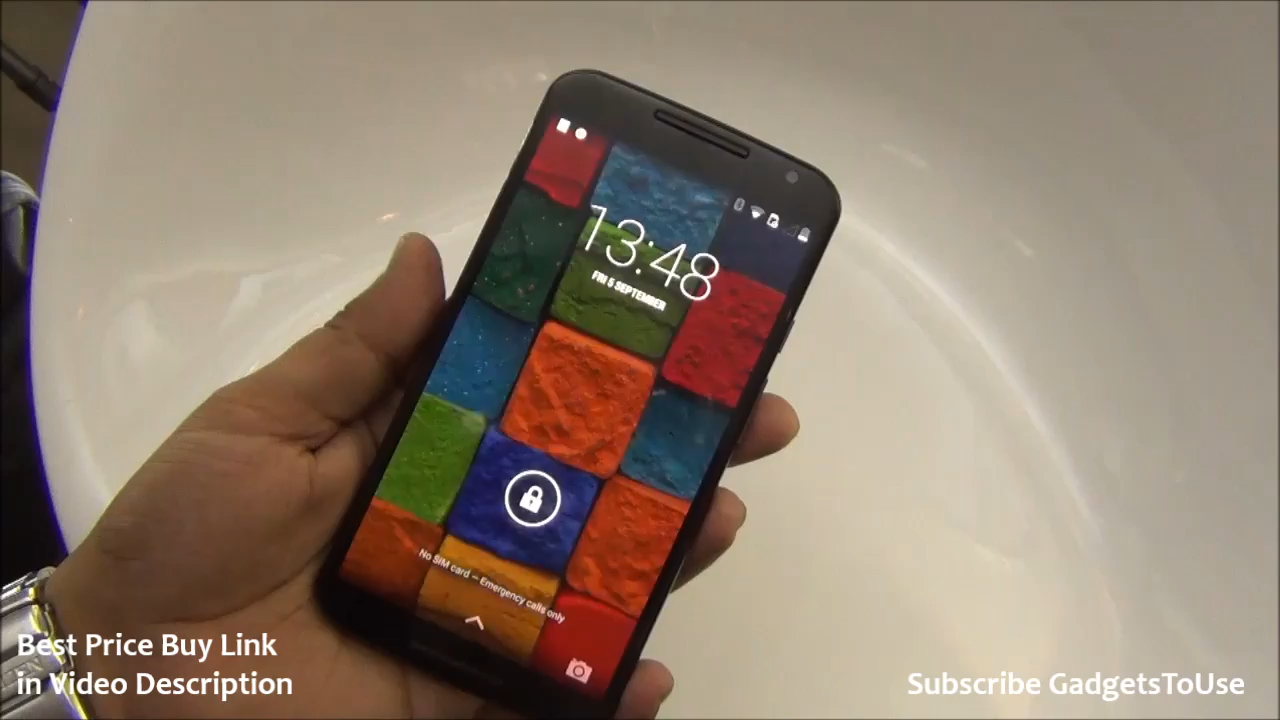 13:48
FRI 5 SEPTEMBER
No SIM card — Emergency calls only
Best Price Buy Link
in Video Description
Subscribe GadgetsToUse